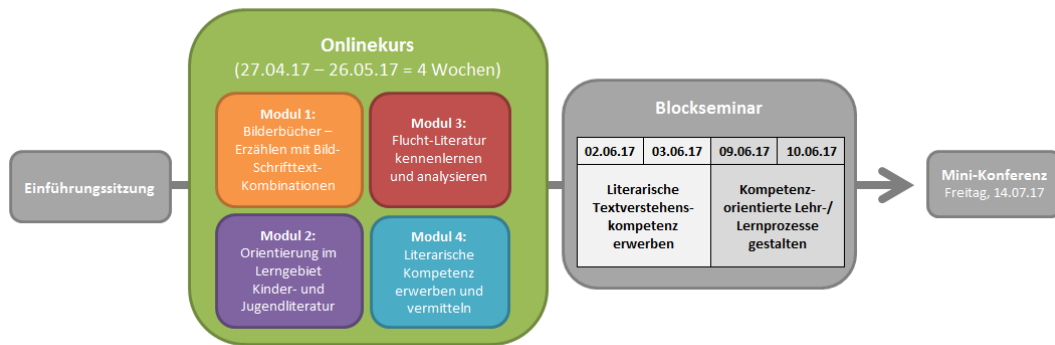 Einführungssitzung
Onlinekurs
(27.04.17 – 26.05.17 = 4 Wochen)
Modul 1:
Bilderbücher –
Erzählen mit Bild-
Schrifttext-
Kombinationen
Modul 2:
Orientierung im
Lerngebiet
Kinder- und
Jugendliteratur
Modul 3:
Flucht-Literatur
kennenlernen
und analysieren
Modul 4:
Literarische
Kompetenz
erwerben und
vermitteln
Blockseminar
02.06.17 03.06.17 09.06.17 10.06.17
Literarische
Textverstehens-
kompetenz
erwerben
Kompetenz-
orientierte Lehr-/
Lernprozesse
gestalten
Mini-Konferenz
Freitag, 14.07.17